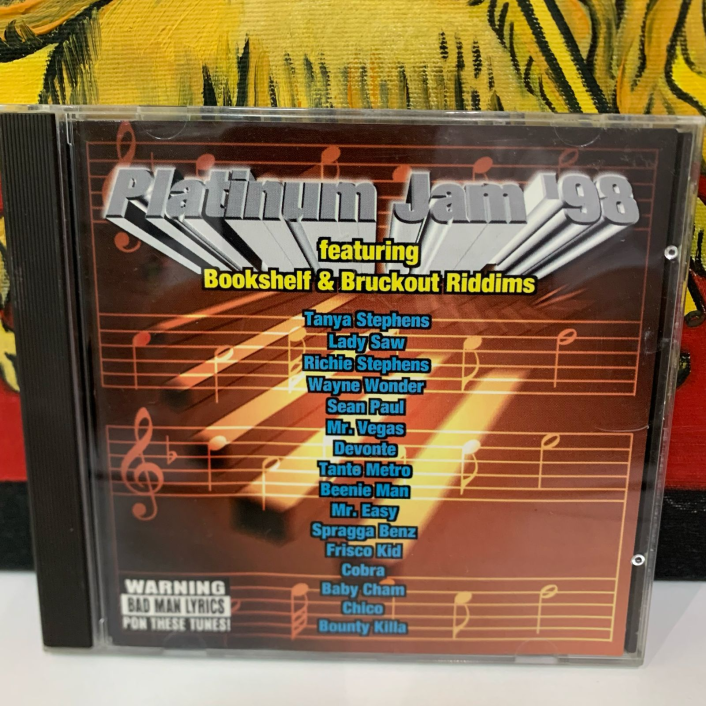 Platinum Jam '98
featuring
Bookshelf & Bruckout Riddims
Tanya Stephens
Lady Saw
Richie Stephens
Wayne Wonder
Sean Paul
Mr. Vegas
Devonte
Tanto Metro
Beenie Man
Mr. Easy
Spragga Benz
Frisco Kid
Cobra
Baby Cham
Chico
Bounty Killa
WARNING
BAD MAN LYRICS
PON THESE TUNES!